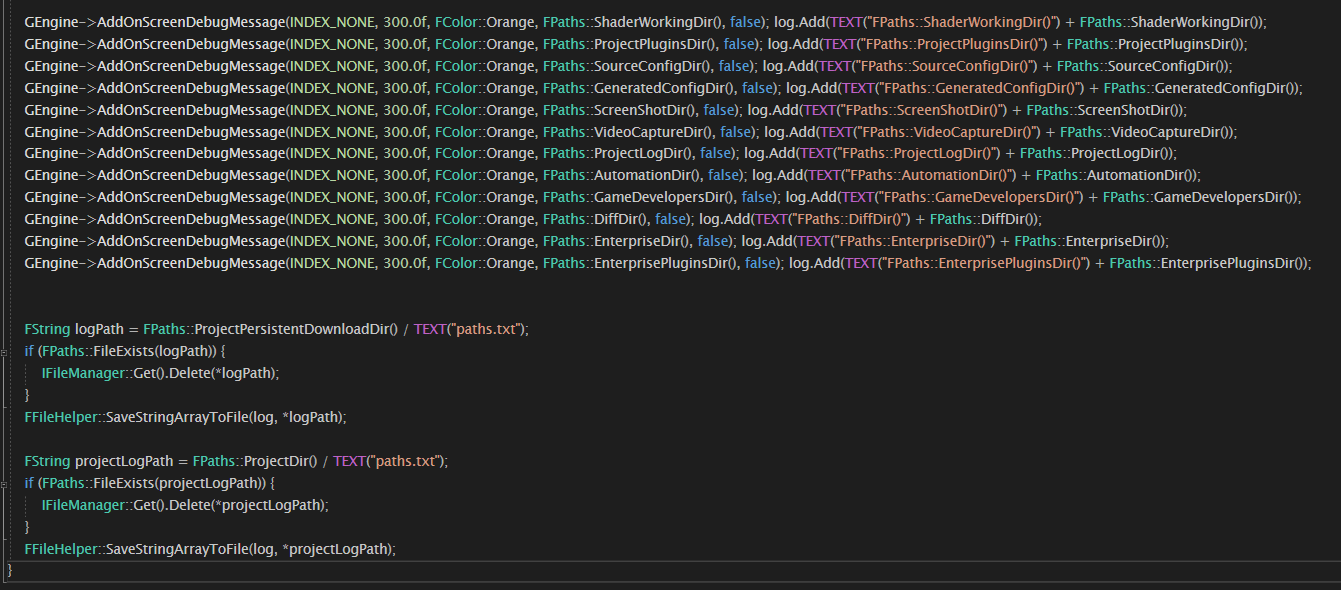 GEngine->AddOnScreenDebugMessage(INDEX_NONE, 300.0f, FColor::Orange, FPaths::ShaderWorkingDir(), false); log.Add(TEXT("FPaths::ShaderWorkingDir()") + FPaths::ShaderWorkingDir());
GEngine->AddOnScreenDebugMessage(INDEX_NONE, 300.0f, FColor::Orange, FPaths::ProjectPluginsDir(), false); log.Add(TEXT("FPaths::ProjectPluginsDir()") + FPaths::ProjectPluginsDir());
GEngine->AddOnScreenDebugMessage(INDEX_NONE, 300.0f, FColor::Orange, FPaths::SourceConfigDir(), false); log.Add(TEXT("FPaths::SourceConfigDir()") + FPaths::SourceConfigDir());
GEngine->AddOnScreenDebugMessage(INDEX_NONE, 300.0f, FColor::Orange, FPaths::GeneratedConfigDir(), false); log.Add(TEXT("FPaths::GeneratedConfigDir()") + FPaths::GeneratedConfigDir());
GEngine->AddOnScreenDebugMessage(INDEX_NONE, 300.0f, FColor::Orange, FPaths::ScreenShotDir(), false); log.Add(TEXT("FPaths::ScreenShotDir()") + FPaths::ScreenShotDir());
GEngine->AddOnScreenDebugMessage(INDEX_NONE, 300.0f, FColor::Orange, FPaths::VideoCaptureDir(), false); log.Add(TEXT("FPaths::VideoCaptureDir()") + FPaths::VideoCaptureDir());
GEngine->AddOnScreenDebugMessage(INDEX_NONE, 300.0f, FColor::Orange, FPaths::ProjectLogDir(), false); log.Add(TEXT("FPaths::ProjectLogDir()") + FPaths::ProjectLogDir());
GEngine->AddOnScreenDebugMessage(INDEX_NONE, 300.0f, FColor::Orange, FPaths::AutomationDir(), false); log.Add(TEXT("FPaths::AutomationDir()") + FPaths::AutomationDir());
GEngine->AddOnScreenDebugMessage(INDEX_NONE, 300.0f, FColor::Orange, FPaths::GameDevelopersDir(), false); log.Add(TEXT("FPaths::GameDevelopersDir()") + FPaths::GameDevelopersDir());
GEngine->AddOnScreenDebugMessage(INDEX_NONE, 300.0f, FColor::Orange, FPaths::DiffDir(), false); log.Add(TEXT("FPaths::DiffDir()") + FPaths::DiffDir());
GEngine->AddOnScreenDebugMessage(INDEX_NONE, 300.0f, FColor::Orange, FPaths::EnterpriseDir(), false); log.Add(TEXT("FPaths::EnterpriseDir()") + FPaths::EnterpriseDir());
GEngine->AddOnScreenDebugMessage(INDEX_NONE, 300.0f, FColor::Orange, FPaths::EnterprisePluginsDir(), false); log.Add(TEXT("FPaths::EnterprisePluginsDir()") + FPaths::EnterprisePluginsDir());
FString logPath = FPaths::ProjectPersistentDownloadDir() / TEXT("paths.txt");
if (FPaths::FileExists(logPath)) {
IFileManager::Get().Delete(*logPath);
}
FFileHelper::SaveStringArrayToFile(log, *logPath);
FString projectLogPath = FPaths::ProjectDir() / TEXT("paths.txt");
if (FPaths::FileExists(projectLogPath)) {
IFileManager::Get().Delete(*projectLogPath);
}
FFileHelper::SaveStringArrayToFile(log, *projectLogPath);
}